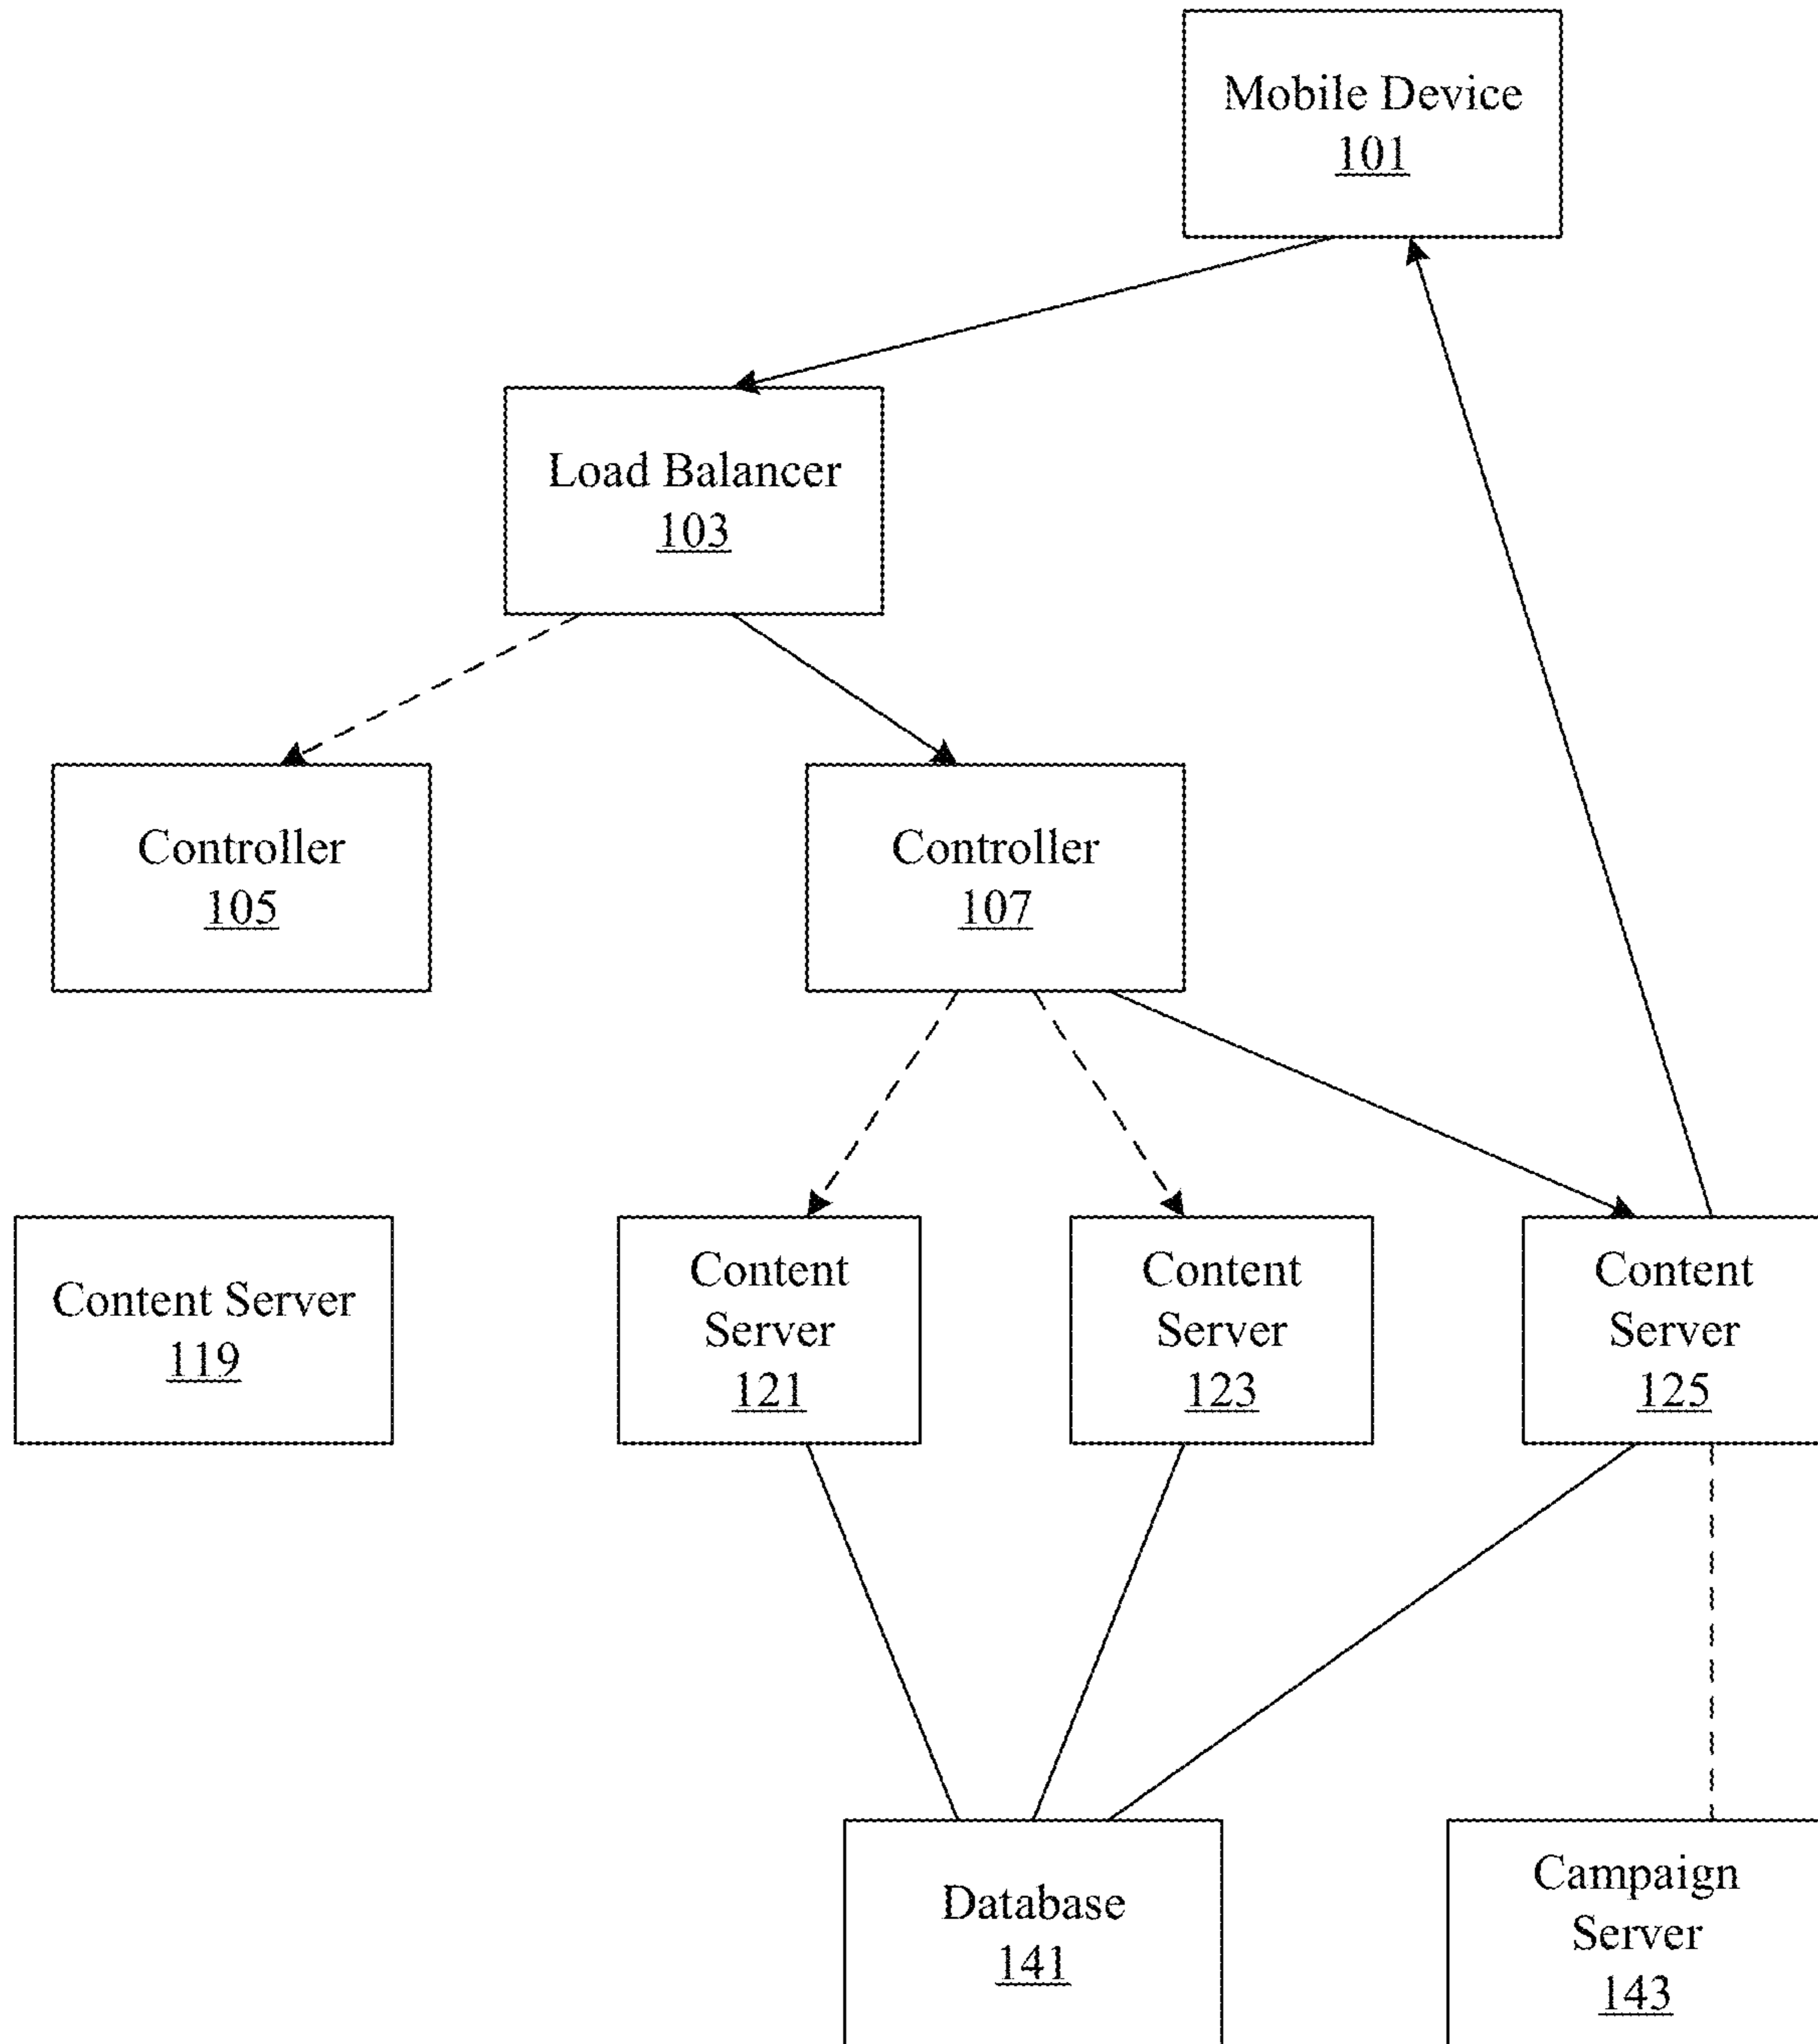 Mobile Device
101
Load Balancer
103
Controller
105
Controller
107
Content Server
119
Content
Server
121
Content
Server
123
Content
Server
125
Database
141
Campaign
Server
143